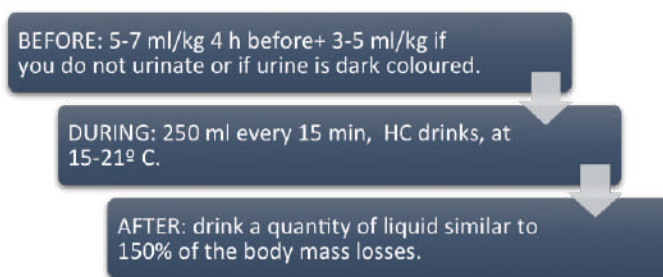 BEFORE: 5-7 ml/kg 4 h before+ 3-5 ml/kg if
you do not urinate or if urine is dark coloured.
DURING: 250 ml every 15 min, HC drinks, at
15-21º C.
AFTER: drink a quantity of liquid similar to
150% of the body mass losses.